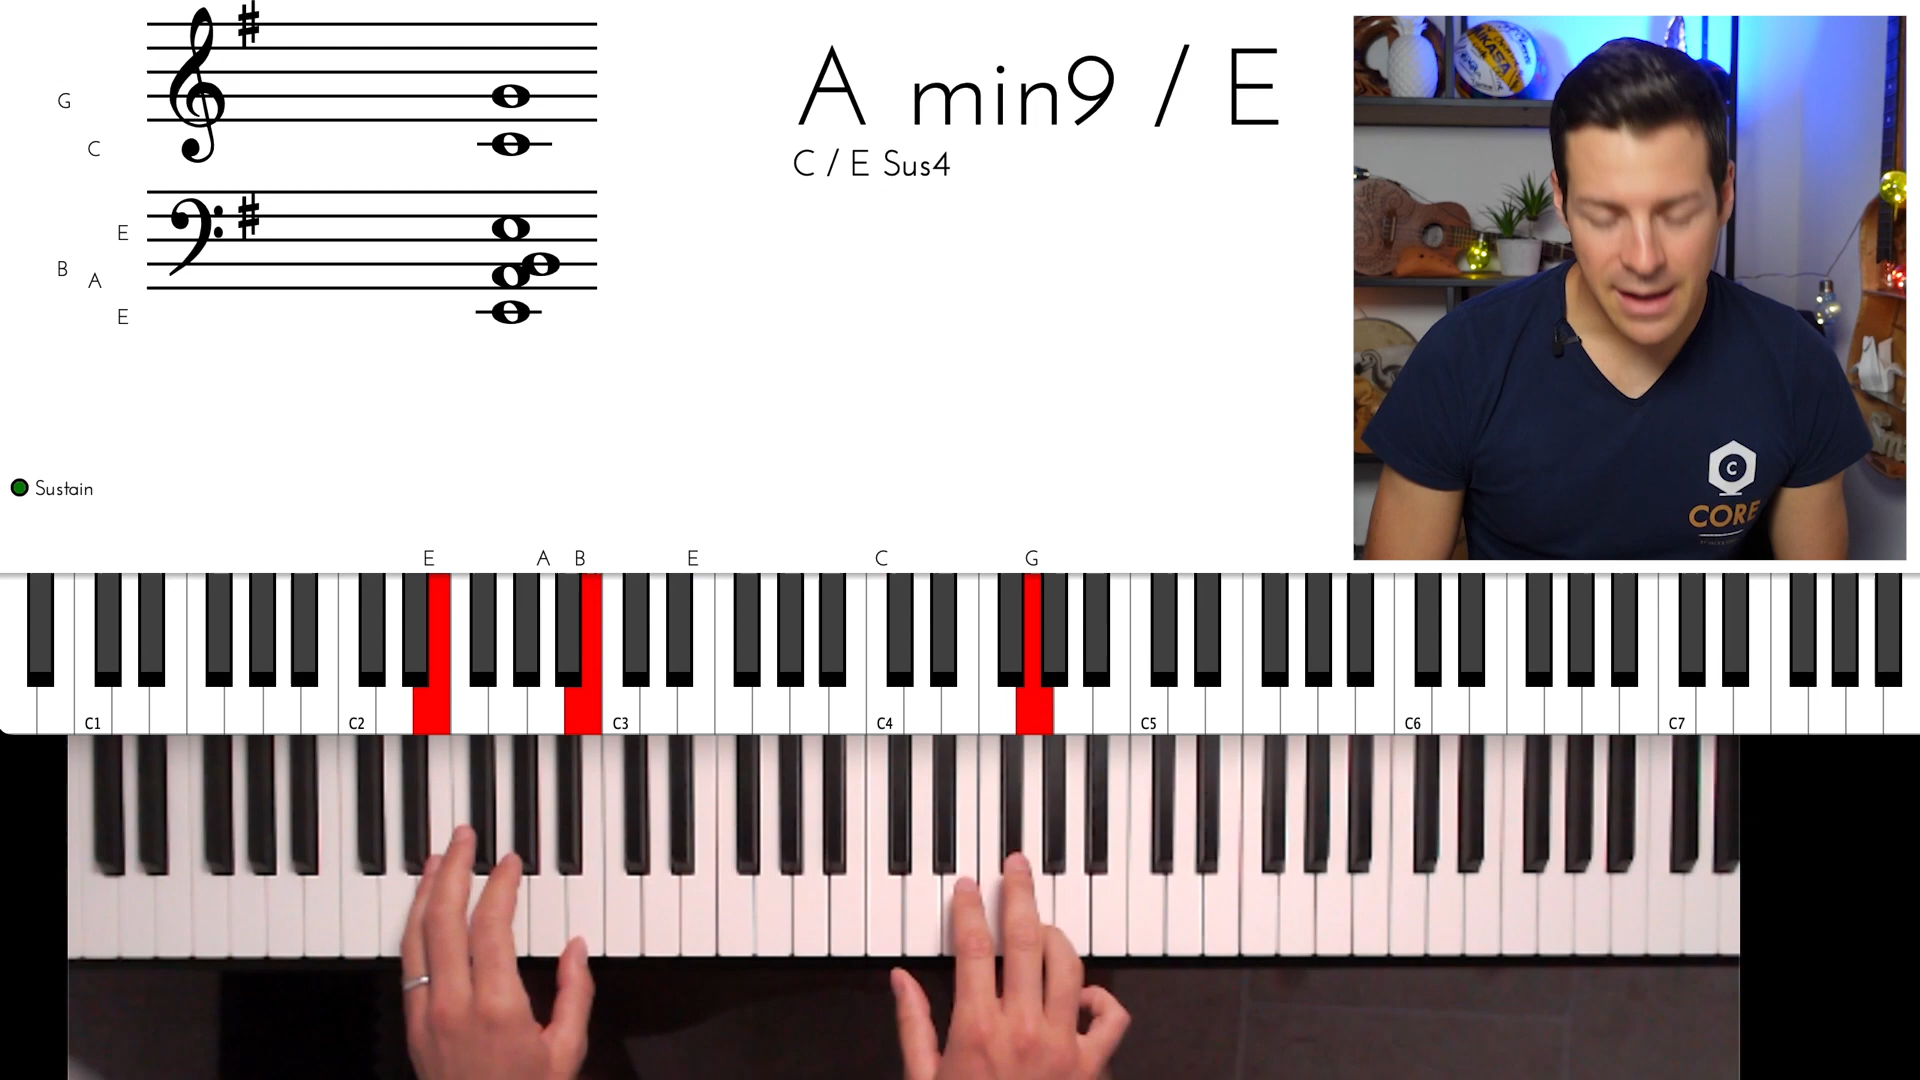 A min9 / E
C / E Sus4
G
C
E
B
A
E
MIKASA
C
CORE
Sustain
E A B E C G
C1 C2 C3 C4 C5 C6 C7